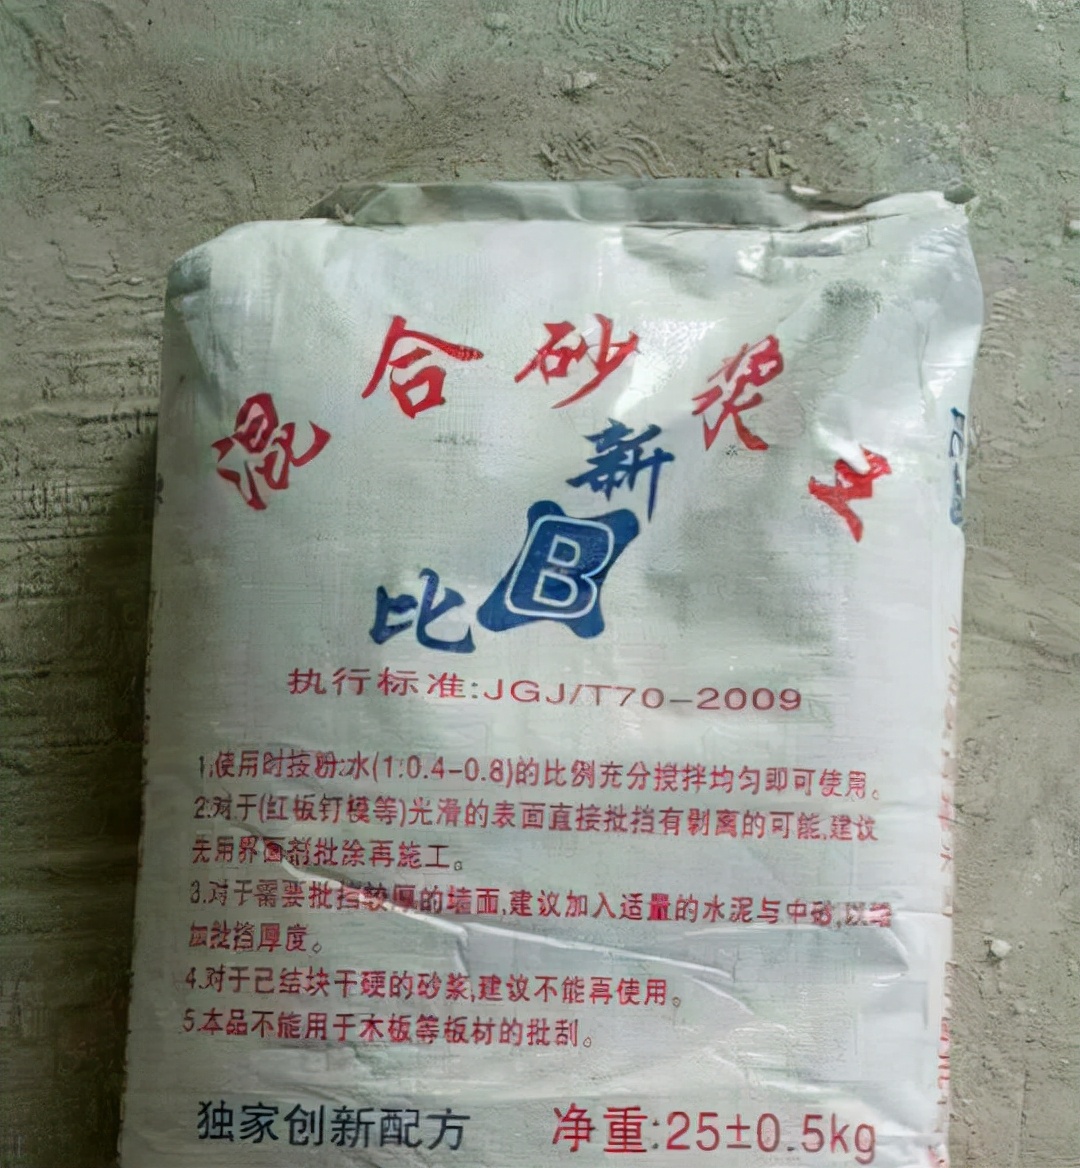 混合砂浆王
新
B
比
执行标准:JGJ/T70-2009
1.使用时按粉:水(1:0.4-0.8)的比例充分搅拌均匀即可使用。
2.对于(红板钉模等)光滑的表面直接批挡有剥离的可能,建议
先用界面剂批涂再施工。
3.对于需要批挡较厚的墙面,建议加入适量的水泥与中砂,以增
加批挡厚度。
4.对于已结块干硬的砂浆,建议不能再使用。
5.本品不能用于木板等板材的批刮。
独家创新配方 净重:25±0.5kg